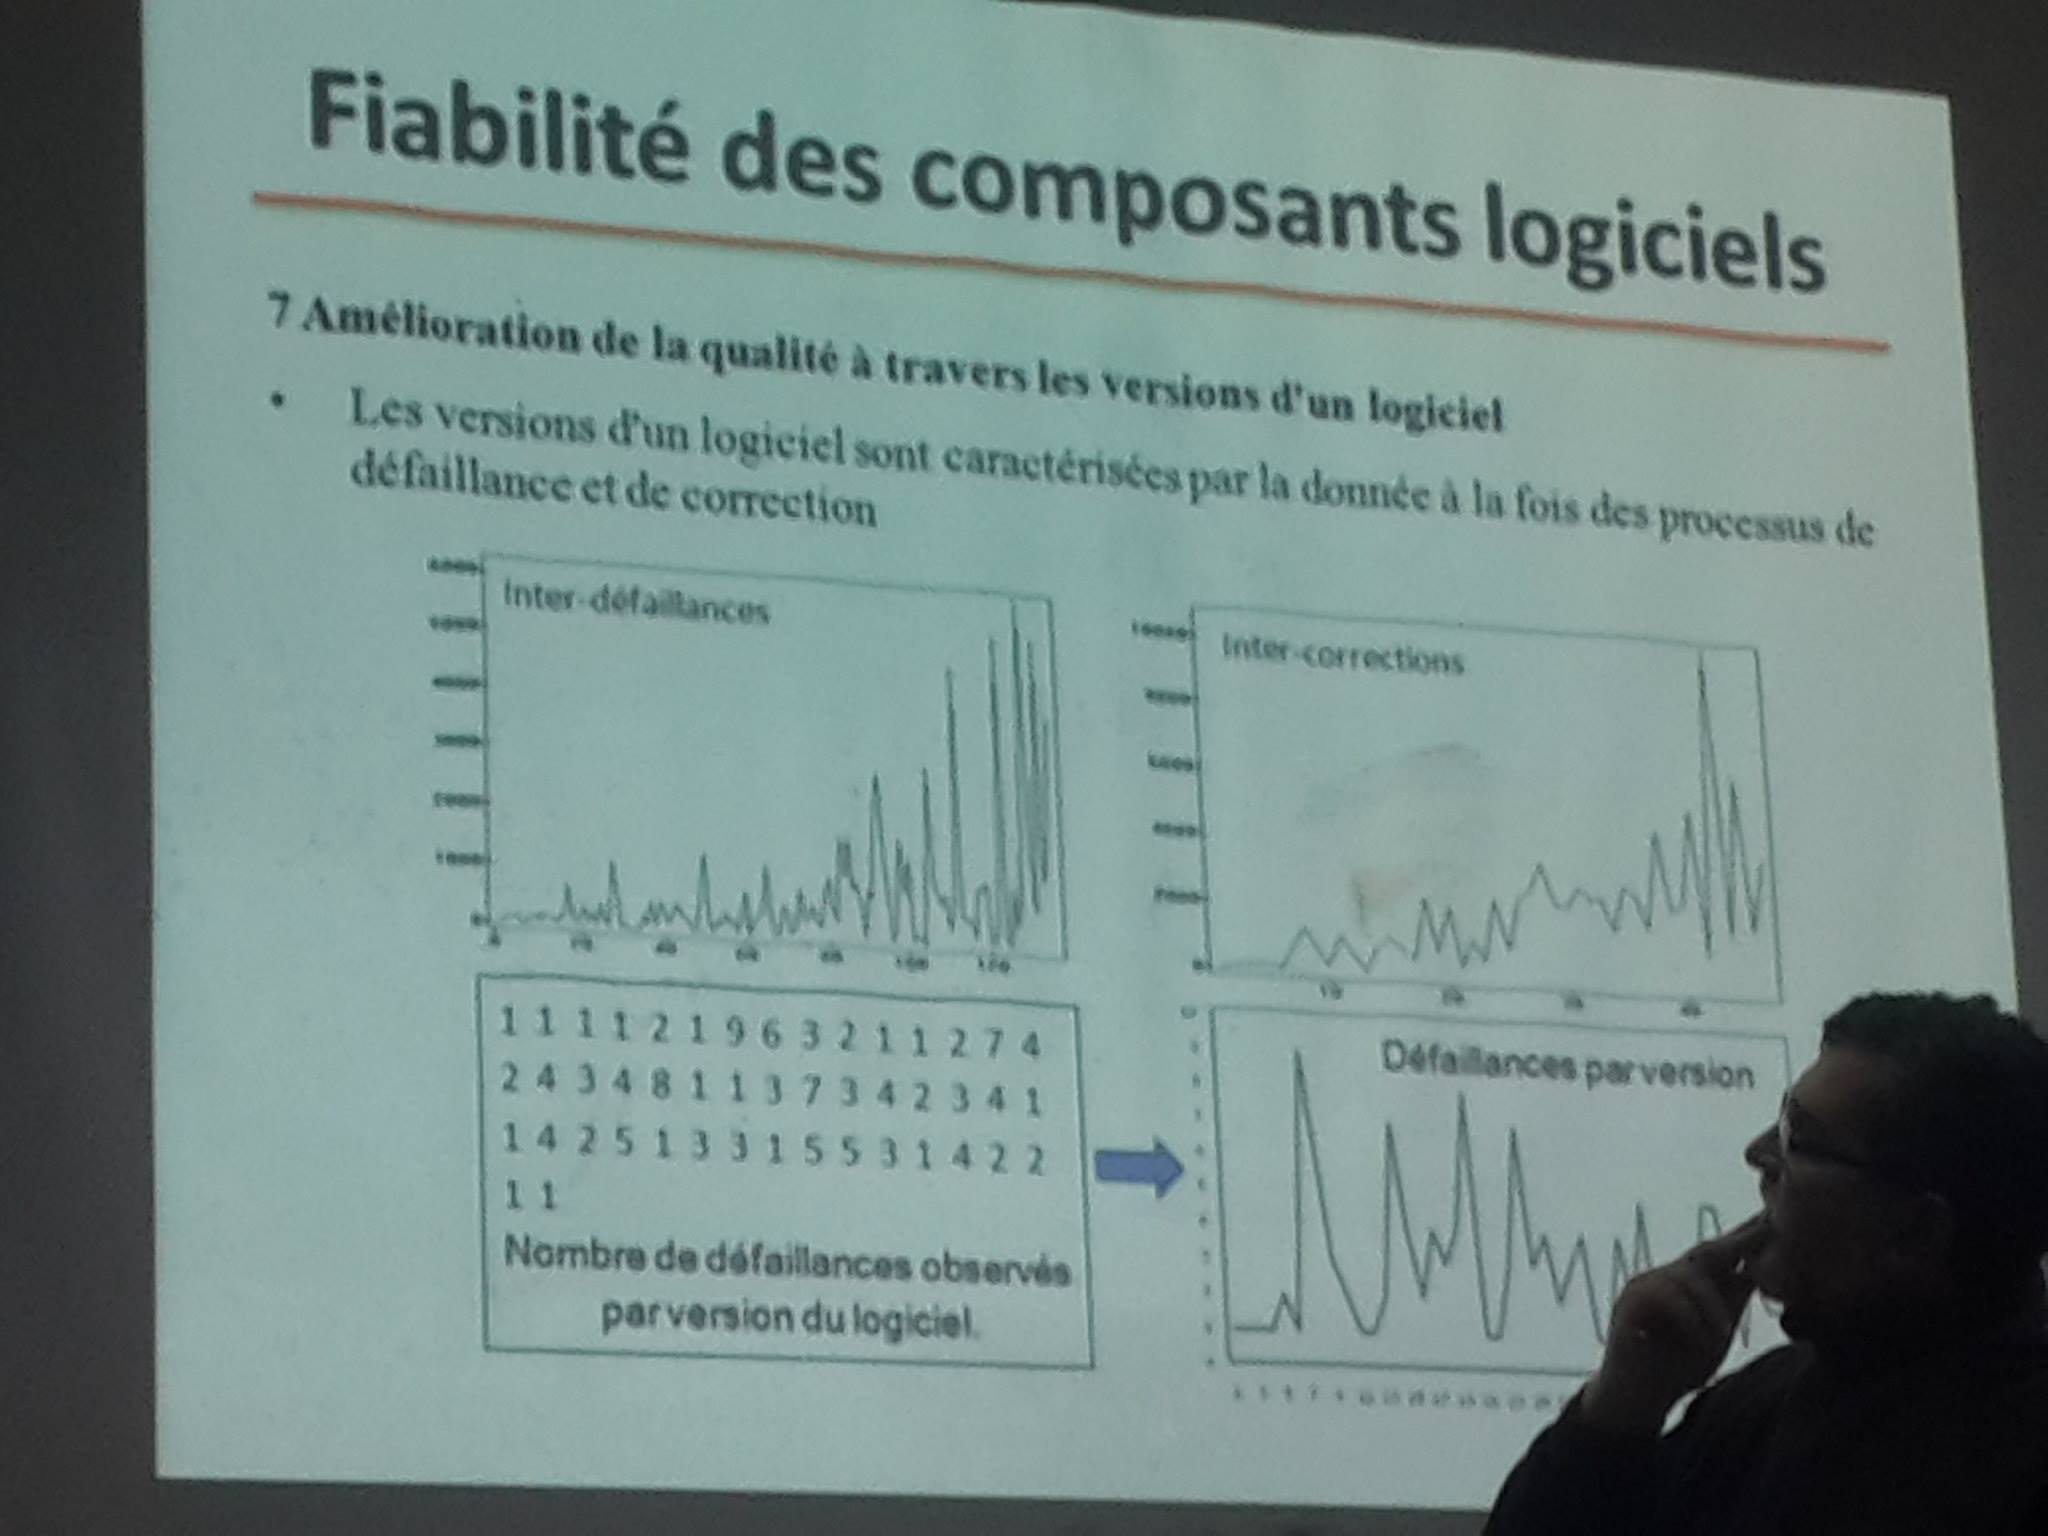 Fiabilité des composants logiciels
7 Amélioration de la qualité à travers les versions d'un logiciel
• Les versions d'un logiciel sont caractérisées par la donnée à la fois des processus de
défaillance et de correction
Inter-défaillances
1000
Inter-corrections
1 1 1 1 2 1 9 6 3 2 1 1 2 7 4
2 4 3 4 8 1 1 3 7 3 4 2 3 4 1
1 4 2 5 1 3 3 1 5 5 3 1 4 2 2
1 1
Nombre de défaillances observés
par version du logiciel.
Défaillances par version